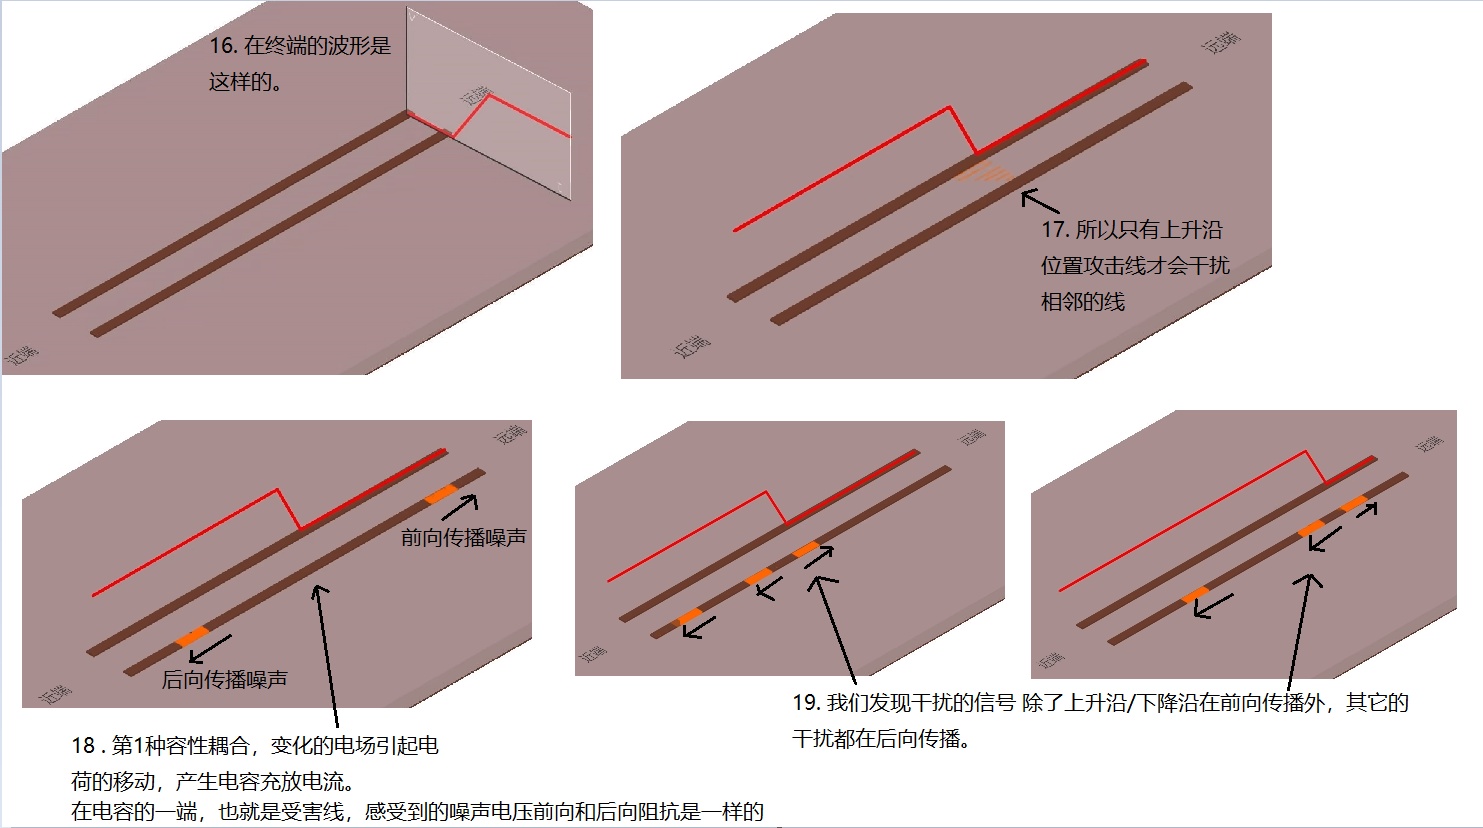 16. 在终端的波形是
这样的。
远端
近端
远端
17. 所以只有上升沿
位置攻击线才会干扰
相邻的线
近端
远端
前向传播噪声
后向传播噪声
近端
18 . 第1种容性耦合，变化的电场引起电
荷的移动，产生电容充放电流。
在电容的一端，也就是受害线，感受到的噪声电压前向和后向阻抗是一样的
远端
近端
远端
近端
19. 我们发现干扰的信号 除了上升沿/下降沿在前向传播外，其它的
干扰都在后向传播。